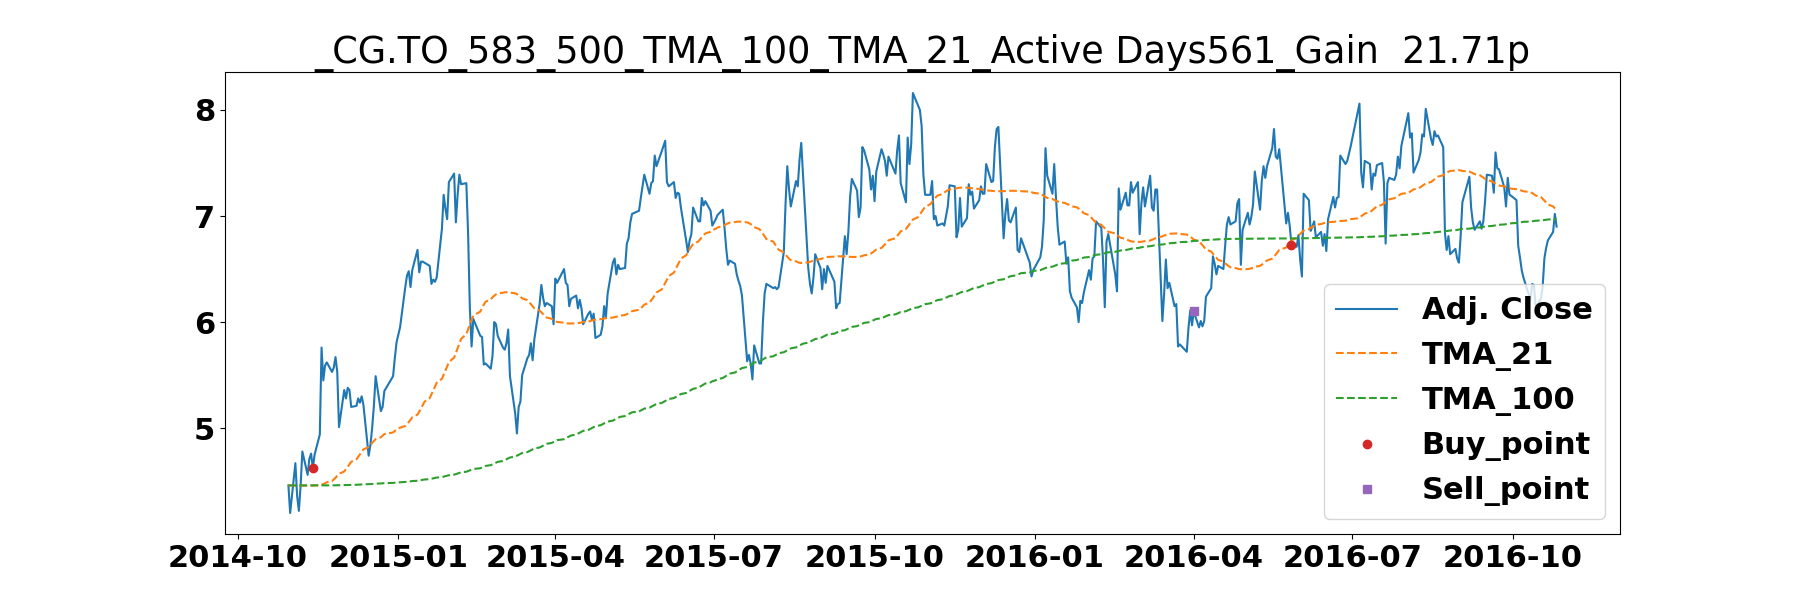 _CG.TO_583_500_TMA_100_TMA_21_Active Days561_Gain  21.71p
8
7
6
5
2014-10 2015-01 2015-04 2015-07 2015-10 2016-01 2016-04 2016-07 2016-10
Adj. Close
TMA_21
TMA_100
Buy_point
Sell_point